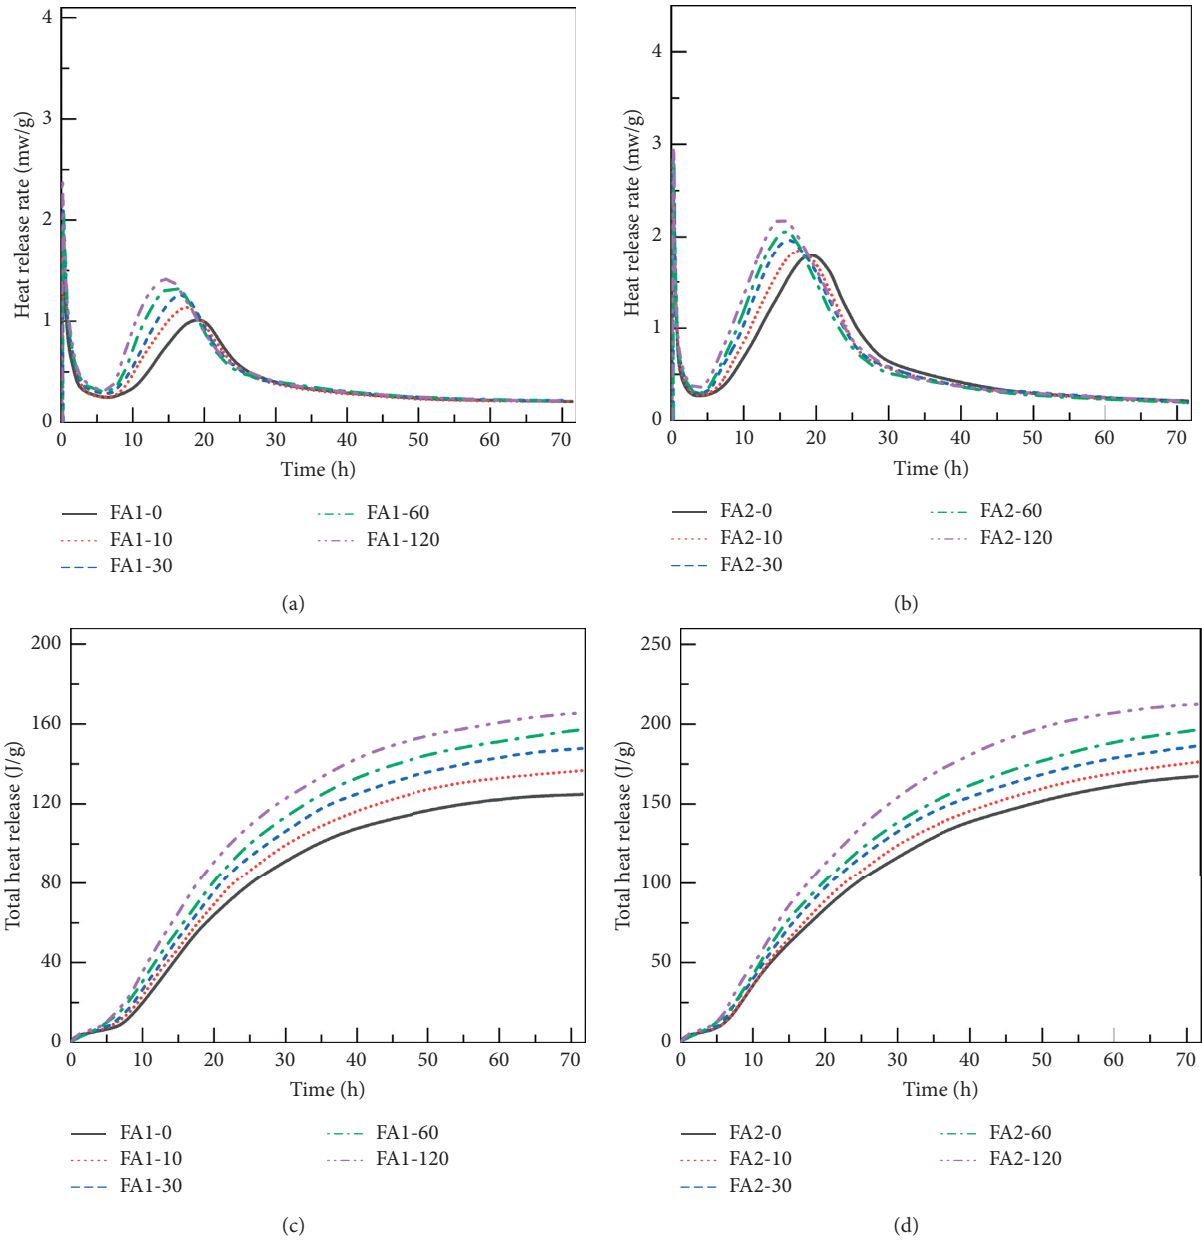 4
3
2
1
0
Heat release rate (mw/g)
0 10 20 30 40 50 60 70
Time (h)
FA1-0
FA1-10
FA1-30
FA1-60
FA1-120
(a)
4
3
2
1
0
Heat release rate (mw/g)
0 10 20 30 40 50 60 70
Time (h)
FA2-0
FA2-10
FA2-30
FA2-60
FA2-120
(b)
200
160
120
80
40
0
Total heat release (J/g)
0 10 20 30 40 50 60 70
Time (h)
FA1-0
FA1-10
FA1-30
FA1-60
FA1-120
(c)
250
200
150
100
50
0
Total heat release (J/g)
0 10 20 30 40 50 60 70
Time (h)
FA2-0
FA2-10
FA2-30
FA2-60
FA2-120
(d)